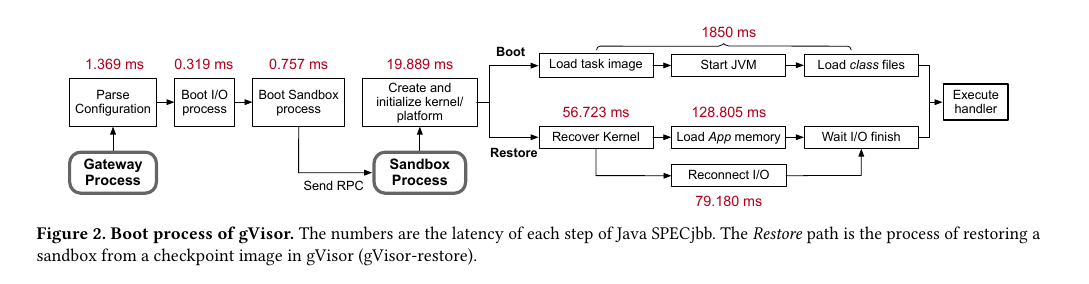 1850 ms
Boot
1.369 ms
0.319 ms
0.757 ms
19.889 ms
Load task image
Start JVM
Load class files
Parse
Configuration
Boot I/O
process
Boot Sandbox
process
Create and
initialize kernel/
platform
Execute
handler
56.723 ms
128.805 ms
Restore
Recover Kernel
Load App memory
Wait I/O finish
Gateway
Process
Send RPC
Sandbox
Process
Reconnect I/O
79.180 ms
Figure 2. Boot process of gVisor. The numbers are the latency of each step of Java SPECjbb. The Restore path is the process of restoring a
sandbox from a checkpoint image in gVisor (gVisor-restore).